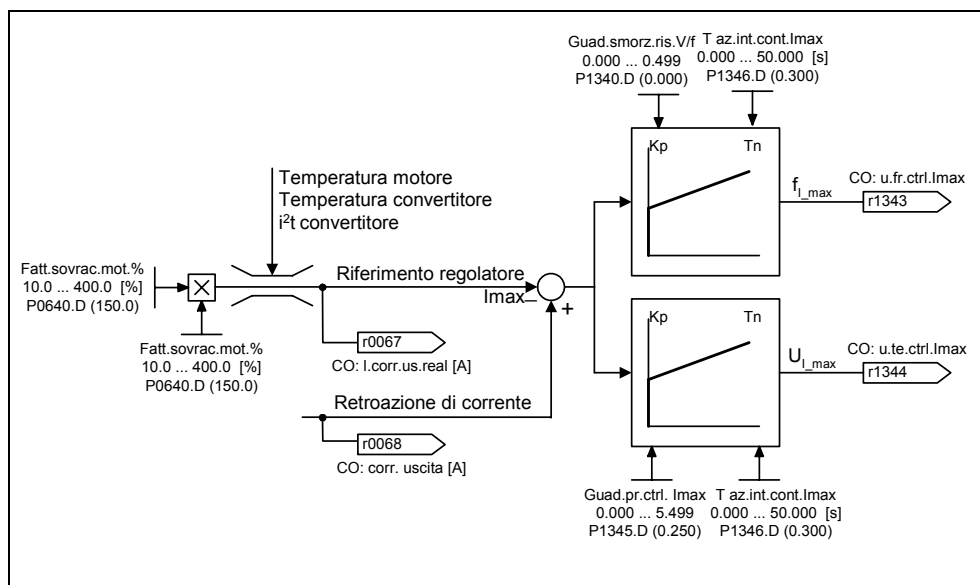 Guad.smorz.ris.V/f
0.000 ... 0.499
P1340.D (0.000)
T az.int.cont.Imax
0.000 ... 50.000 [s]
P1346.D (0.300)
Kp
Tn
f I_max
CO: u.fr.ctrl.Imax
r1343
Temperatura motore
Temperatura convertitore
i²t convertitore
Fatt.sovrac.mot.%
10.0 ... 400.0 [%]
P0640.D (150.0)
X
Riferimento regolatore
Imax
–
+
r0067
CO: I.corr.us.real [A]
Fatt.sovrac.mot.%
10.0 ... 400.0 [%]
P0640.D (150.0)
Retroazione di corrente
r0068
CO: corr. uscita [A]
Kp
Tn
U I_max
CO: u.te.ctrl.Imax
r1344
Guad.pr.ctrl. Imax
0.000 ... 5.499
P1345.D (0.250)
T az.int.cont.Imax
0.000 ... 50.000 [s]
P1346.D (0.300)